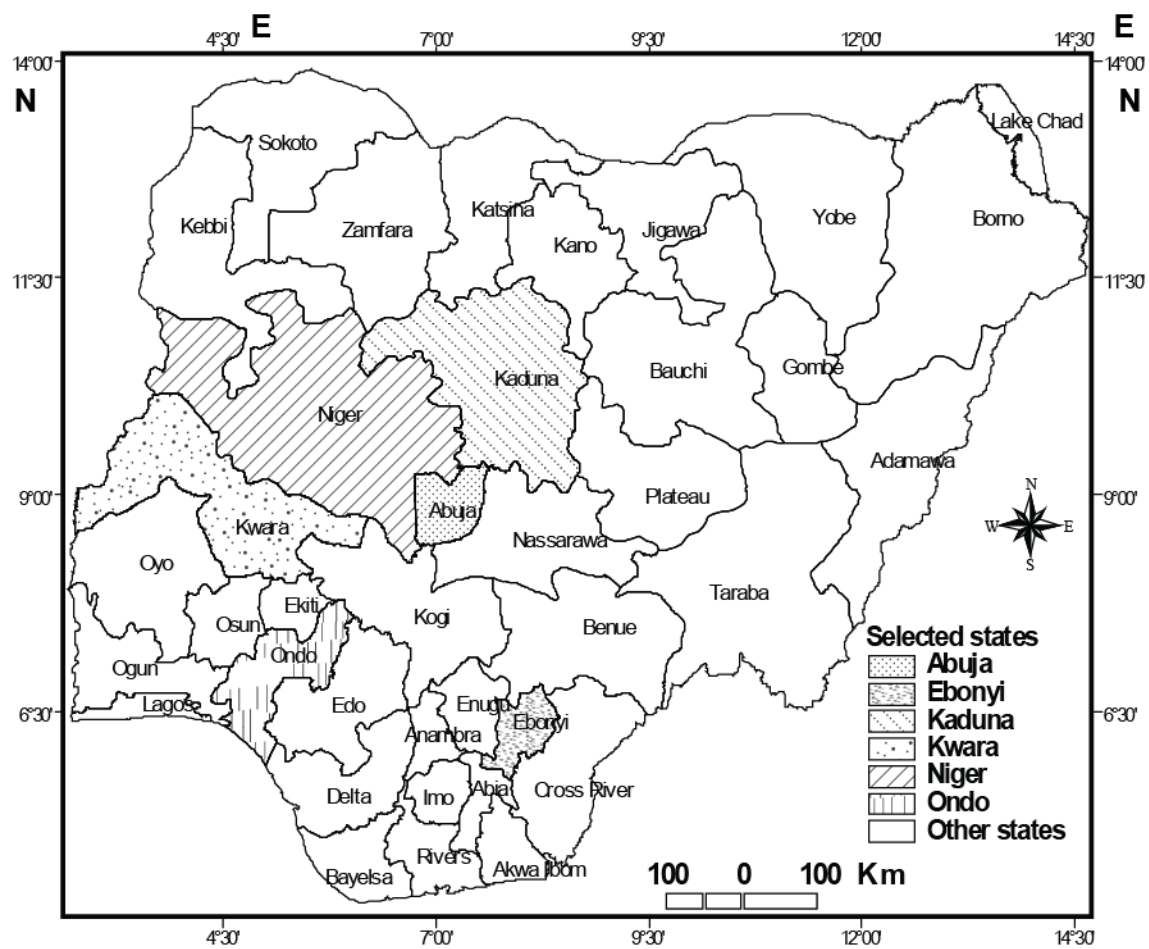 E E
4°30' 7°00' 9°30' 12°00' 14°30'
14°00' 14°00'
N N
Lake Chad
Sokoto
Katsina
Kebbi Zamfara Kano Jigawa Yobe Borno
11°30' 11°30'
Kaduna Bauchi Gombe
Niger
Adamawa
9°00' Abuja Plateau 9°00'
Kwara Nassarawa
N
W E
S
Oyo Taraba
Ekiti Kogi
Osun Benue
Ogun Ondo
Lagos Edo Enugu
6°30' Anambra Ebonyi 6°30'
Delta Imo Abia Cross River
Bayelsa Rivers Akwa Ibom
Selected states
Abuja
Ebonyi
Kaduna
Kwara
Niger
Ondo
Other states
100 0 100 Km
4°30' 7°00' 9°30' 12°00' 14°30'